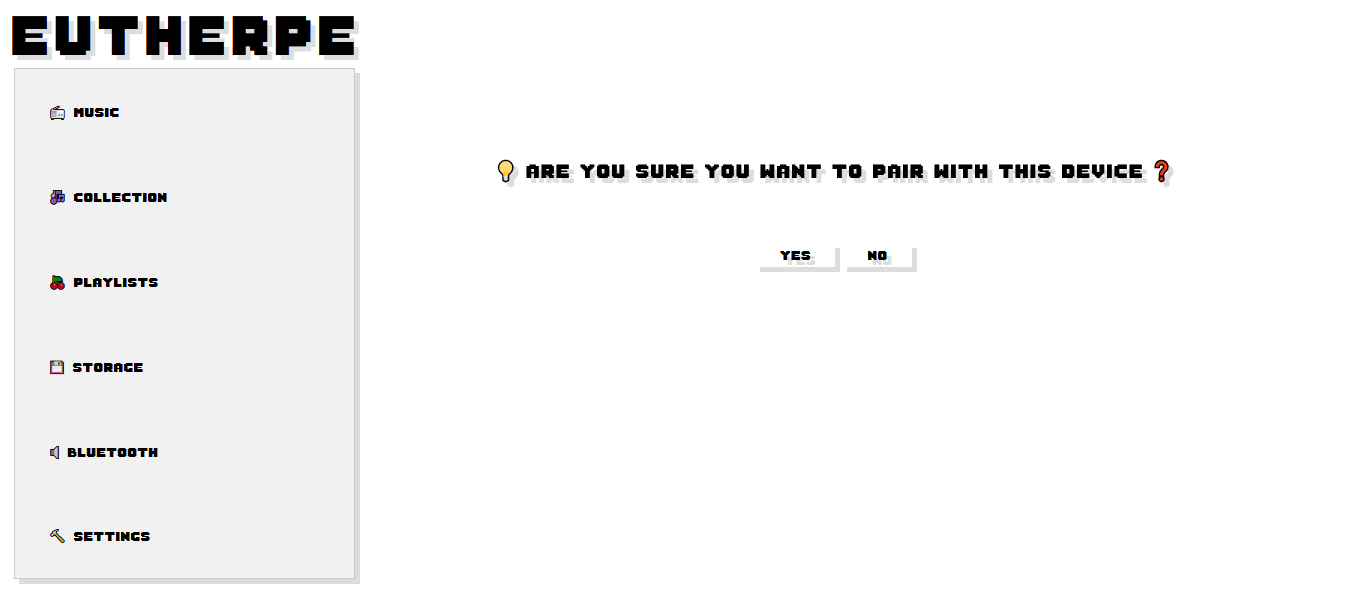 EUTHERPE
MUSIC
COLLECTION
PLAYLISTS
STORAGE
BLUETOOTH
SETTINGS
ARE YOU SURE YOU WANT TO PAIR WITH THIS DEVICE ❓
YES
NO